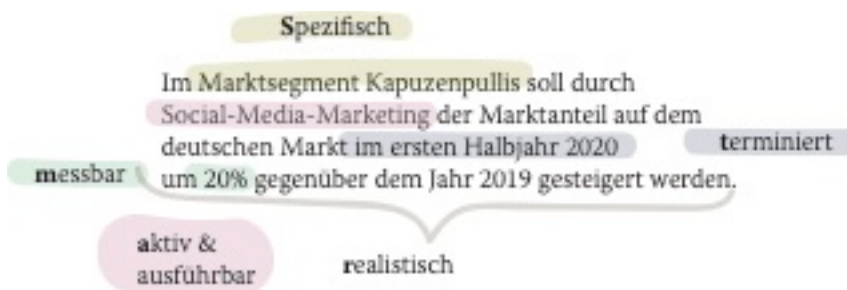 Spezifisch
Im Marktsegment Kapuzenpullis soll durch
Social-Media-Marketing der Marktanteil auf dem
deutschen Markt im ersten Halbjahr 2020
terminiert
messbar
um 20% gegenüber dem Jahr 2019 gesteigert werden.
aktiv &
ausführbar
realistisch